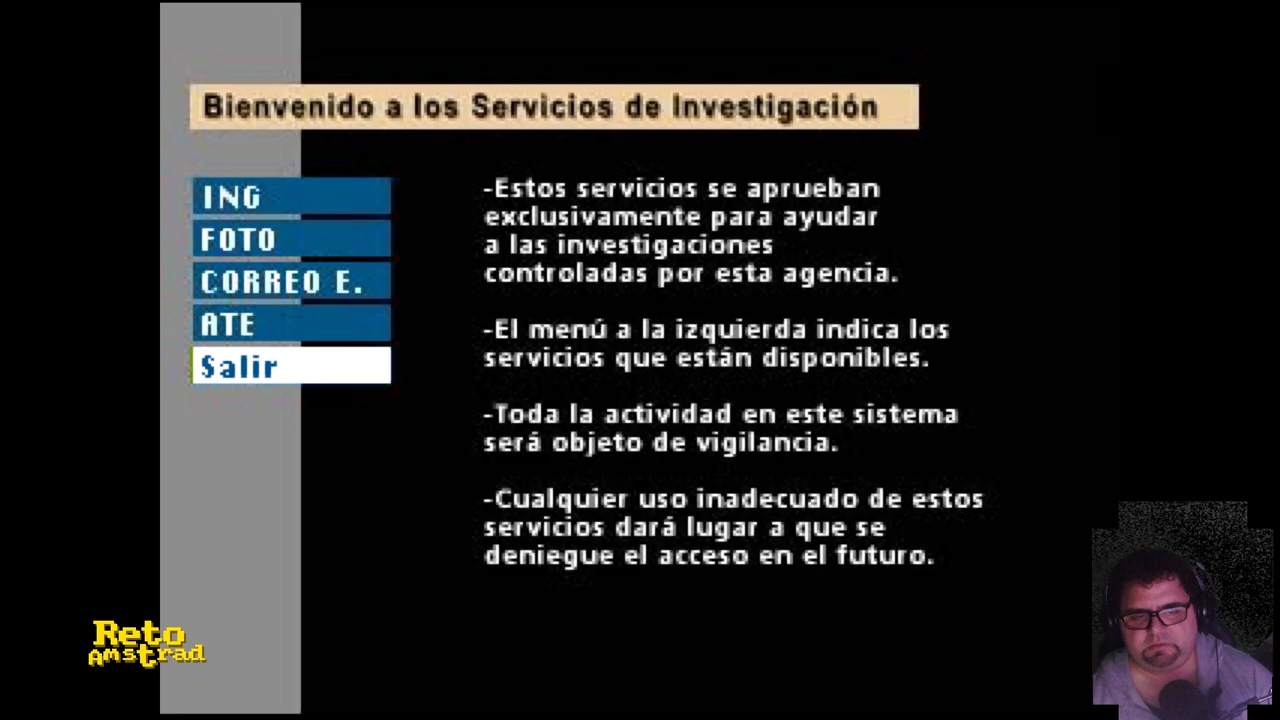 Bienvenido a los Servicios de Investigación
ING
FOTO
CORREO E.
ATE
Salir
-Estos servicios se aprueban
exclusivamente para ayudar
a las investigaciones
controladas por esta agencia.
-El menú a la izquierda indica los
servicios que están disponibles.
-Toda la actividad en este sistema
será objeto de vigilancia.
-Cualquier uso inadecuado de estos
servicios dará lugar a que se
deniegue el acceso en el futuro.
Reto
Amstrad